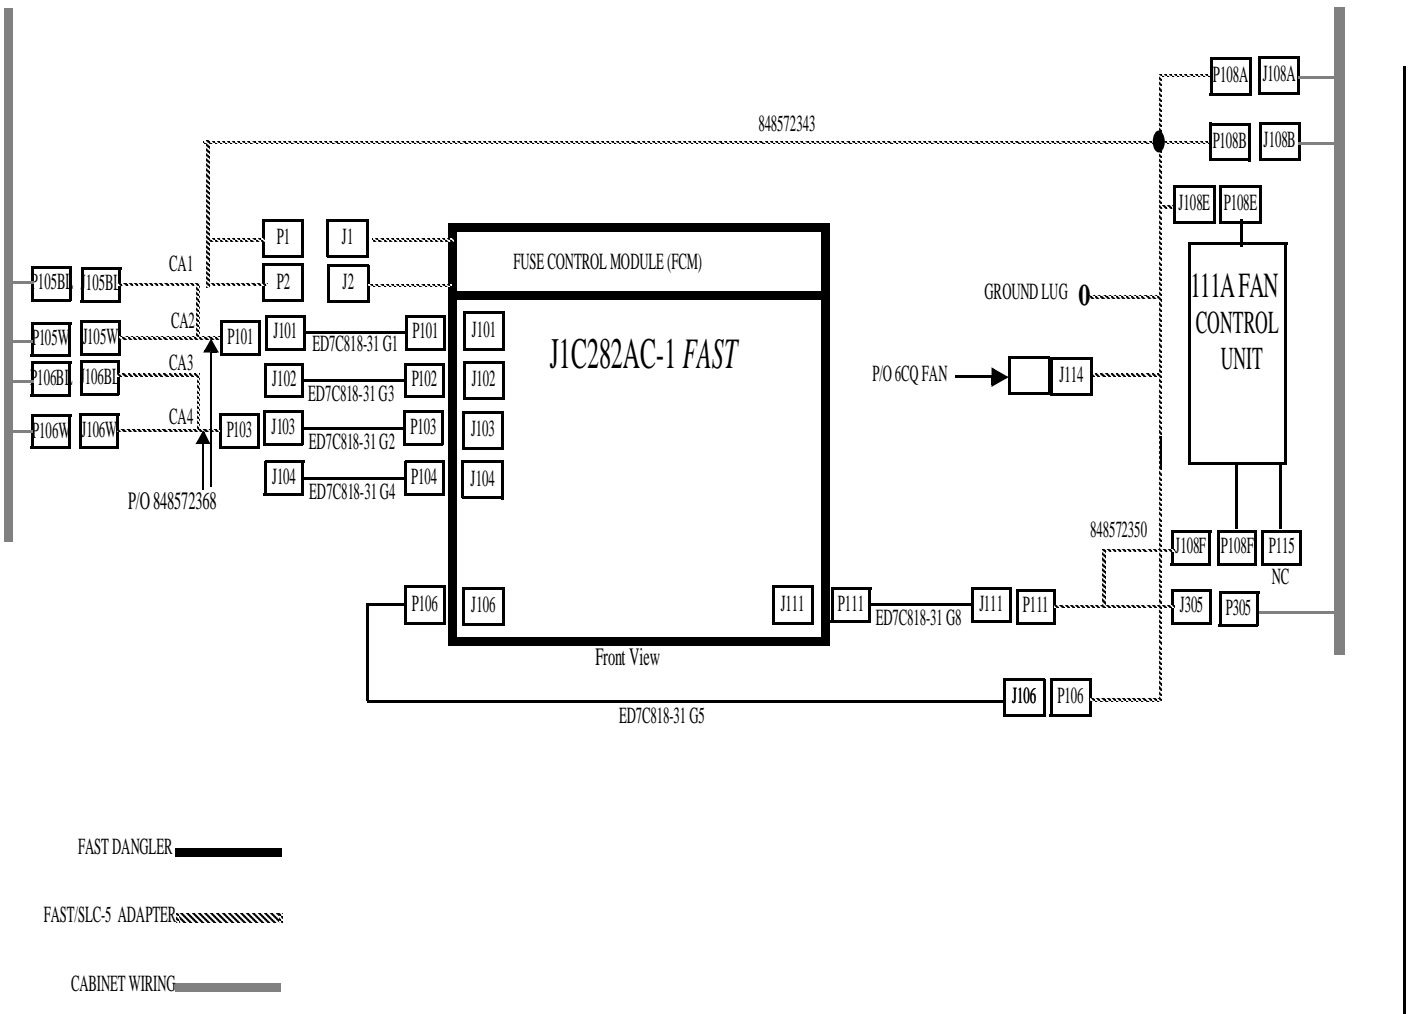 P108A J108A
848572343
P108B J108B
J108E P108E
P1 J1
FUSE CONTROL MODULE (FCM)
P2 J2
CA1
P105BL J105BL
111A FAN
CONTROL
UNIT
GROUND LUG 0
CA2
P105W J105W P101 J101 P101 J101
ED7C818-31 G1
J1C282AC-1 FAST
CA3
P106BL J106BL J102 P102 J102
ED7C818-31 G3
P/O 6CQ FAN J114
CA4
P106W J106W P103 J103 P103 J103
ED7C818-31 G2
J104 P104 J104
ED7C818-31 G4
P/O 848572368
848572350
J108F P108F P115
NC
P106 J106 J111 P111 J111 P111 J305 P305
ED7C818-31 G8
Front View
J106 P106
ED7C818-31 G5
FAST DANGLER
FAST/SLC-5 ADAPTER
CABINET WIRING